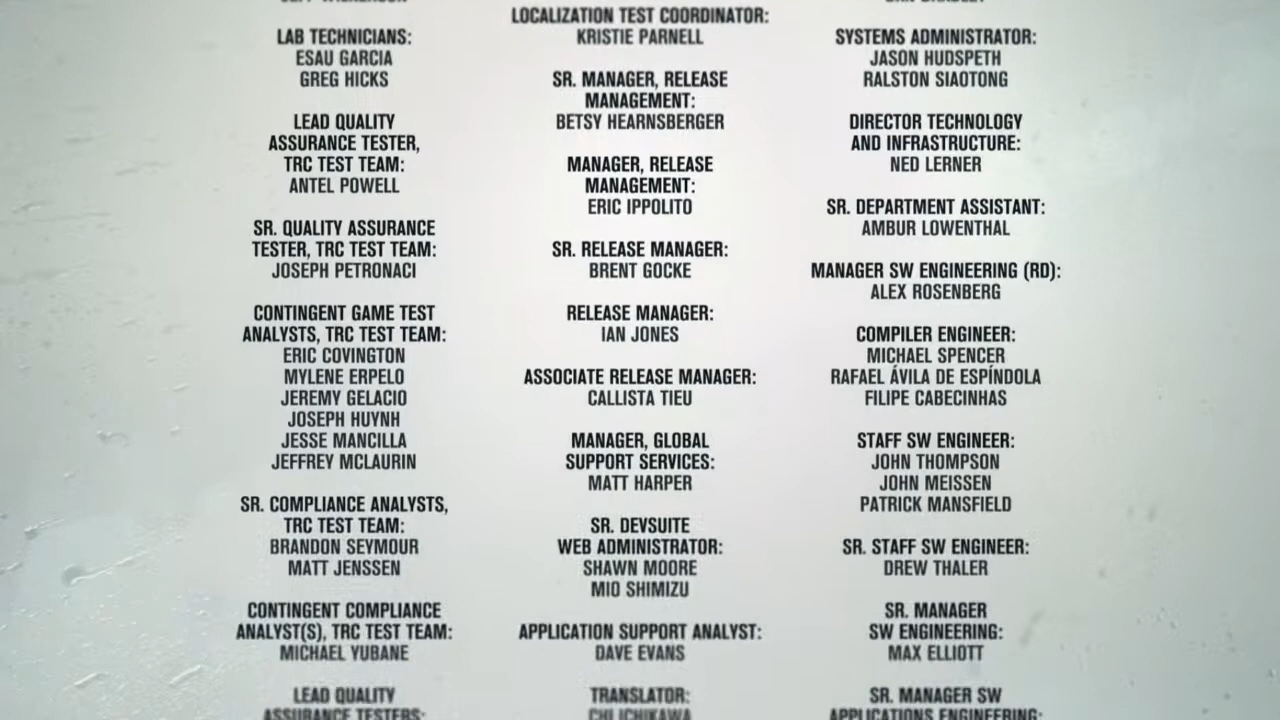 LAB TECHNICIANS:
ESAU GARCIA
GREG HICKS
LEAD QUALITY
ASSURANCE TESTER,
TRC TEST TEAM:
ANTEL POWELL
SR. QUALITY ASSURANCE
TESTER, TRC TEST TEAM:
JOSEPH PETRONACI
CONTINGENT GAME TEST
ANALYSTS, TRC TEST TEAM:
ERIC COVINGTON
MYLENE ERPELO
JEREMY GELACIO
JOSEPH HUYNH
JESSE MANCILLA
JEFFREY MCLAURIN
SR. COMPLIANCE ANALYSTS,
TRC TEST TEAM:
BRANDON SEYMOUR
MATT JENSSEN
CONTINGENT COMPLIANCE
ANALYST(S), TRC TEST TEAM:
MICHAEL YUBANE
LEAD QUALITY
ASSURANCE TESTERS:
LOCALIZATION TEST COORDINATOR:
KRISTIE PARNELL
SR. MANAGER, RELEASE
MANAGEMENT:
BETSY HEARNSBERGER
MANAGER, RELEASE
MANAGEMENT:
ERIC IPPOLITO
SR. RELEASE MANAGER:
BRENT GOCKE
RELEASE MANAGER:
IAN JONES
ASSOCIATE RELEASE MANAGER:
CALLISTA TIEU
MANAGER, GLOBAL
SUPPORT SERVICES:
MATT HARPER
SR. DEVSUITE
WEB ADMINISTRATOR:
SHAWN MOORE
MIO SHIMIZU
APPLICATION SUPPORT ANALYST:
DAVE EVANS
TRANSLATOR:
CHI ICHIKAWA
SYSTEMS ADMINISTRATOR:
JASON HUDSPETH
RALSTON SIAOTONG
DIRECTOR TECHNOLOGY
AND INFRASTRUCTURE:
NED LERNER
SR. DEPARTMENT ASSISTANT:
AMBUR LOWENTHAL
MANAGER SW ENGINEERING (RD):
ALEX ROSENBERG
COMPILER ENGINEER:
MICHAEL SPENCER
RAFAEL ÁVILA DE ESPÍNDOLA
FILIPE CABECINHAS
STAFF SW ENGINEER:
JOHN THOMPSON
JOHN MEISSEN
PATRICK MANSFIELD
SR. STAFF SW ENGINEER:
DREW THALER
SR. MANAGER
SW ENGINEERING:
MAX ELLIOTT
SR. MANAGER SW
APPLICATIONS ENGINEERING: